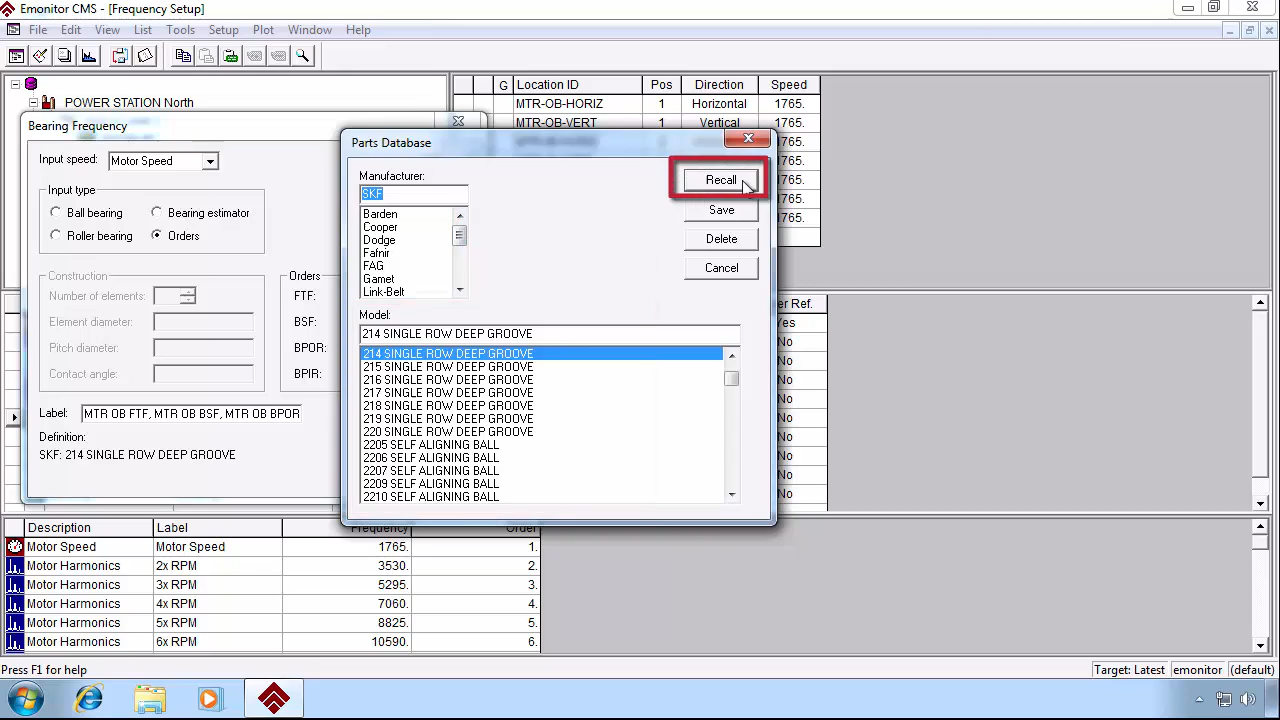 Emonitor CMS - [Frequency Setup]
File Edit View List Tools Setup Plot Window Help
POWER STATION North
G Location ID Pos Direction Speed
MTR-OB-HORIZ 1 Horizontal 1765.
MTR-OB-VERT 1 Vertical 1765.
1765.
1765.
1765.
1765.
1765.
Bearing Frequency
Input speed: Motor Speed
Input type
Ball bearing Bearing estimator
Roller bearing Orders
Construction
Number of elements:
Element diameter:
Pitch diameter:
Contact angle:
Orders
FTF:
BSF:
BPOR:
BPIR:
Label: MTR OB FTF, MTR OB BSF, MTR OB BPOR
Definition:
SKF: 214 SINGLE ROW DEEP GROOVE
Parts Database
Manufacturer:
SKF
Barden
Cooper
Dodge
Fafnir
FAG
Gamet
Link-Belt
Recall
Save
Delete
Cancel
Model:
214 SINGLE ROW DEEP GROOVE
214 SINGLE ROW DEEP GROOVE
215 SINGLE ROW DEEP GROOVE
216 SINGLE ROW DEEP GROOVE
217 SINGLE ROW DEEP GROOVE
218 SINGLE ROW DEEP GROOVE
219 SINGLE ROW DEEP GROOVE
220 SINGLE ROW DEEP GROOVE
2205 SELF ALIGNING BALL
2206 SELF ALIGNING BALL
2207 SELF ALIGNING BALL
2209 SELF ALIGNING BALL
2210 SELF ALIGNING BALL
er Ref.
Yes
No
No
No
No
No
No
No
No
No
Description Label Frequency Order
Motor Speed Motor Speed 1765. 1.
Motor Harmonics 2x RPM 3530. 2.
Motor Harmonics 3x RPM 5295. 3.
Motor Harmonics 4x RPM 7060. 4.
Motor Harmonics 5x RPM 8825. 5.
Motor Harmonics 6x RPM 10590. 6.
Press F1 for help
Target: Latest emonitor (default)